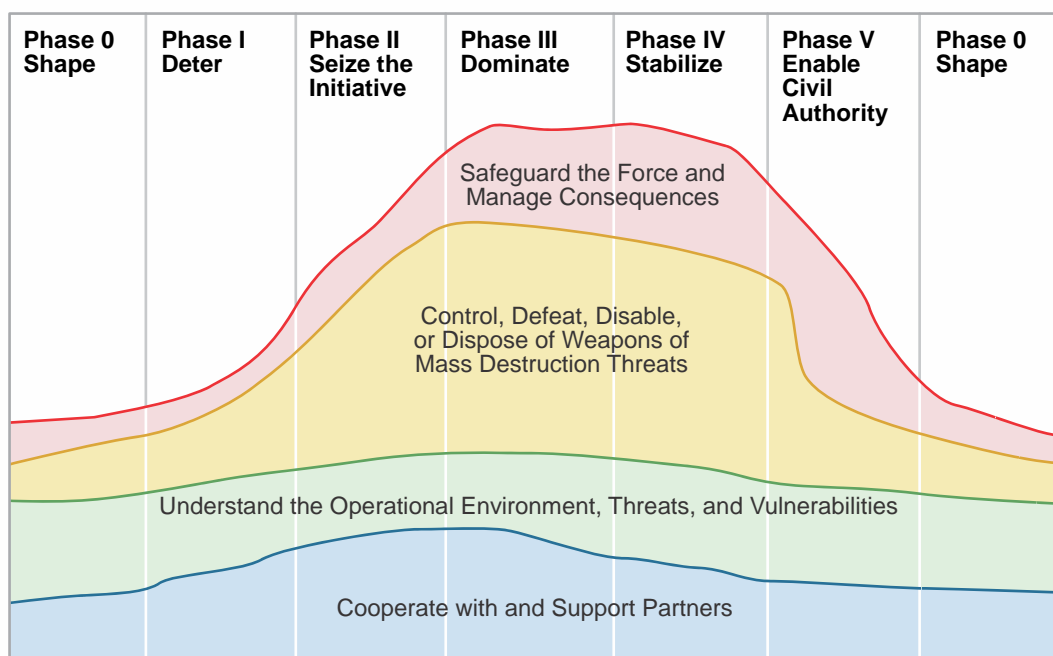 Phase 0
Shape
Phase I
Deter
Phase II
Seize the
Initiative
Phase III
Dominate
Phase IV
Stabilize
Phase V
Enable
Civil
Authority
Phase 0
Shape
Safeguard the Force and
Manage Consequences
Control, Defeat, Disable,
or Dispose of Weapons of
Mass Destruction Threats
Understand the Operational Environment, Threats, and Vulnerabilities
Cooperate with and Support Partners